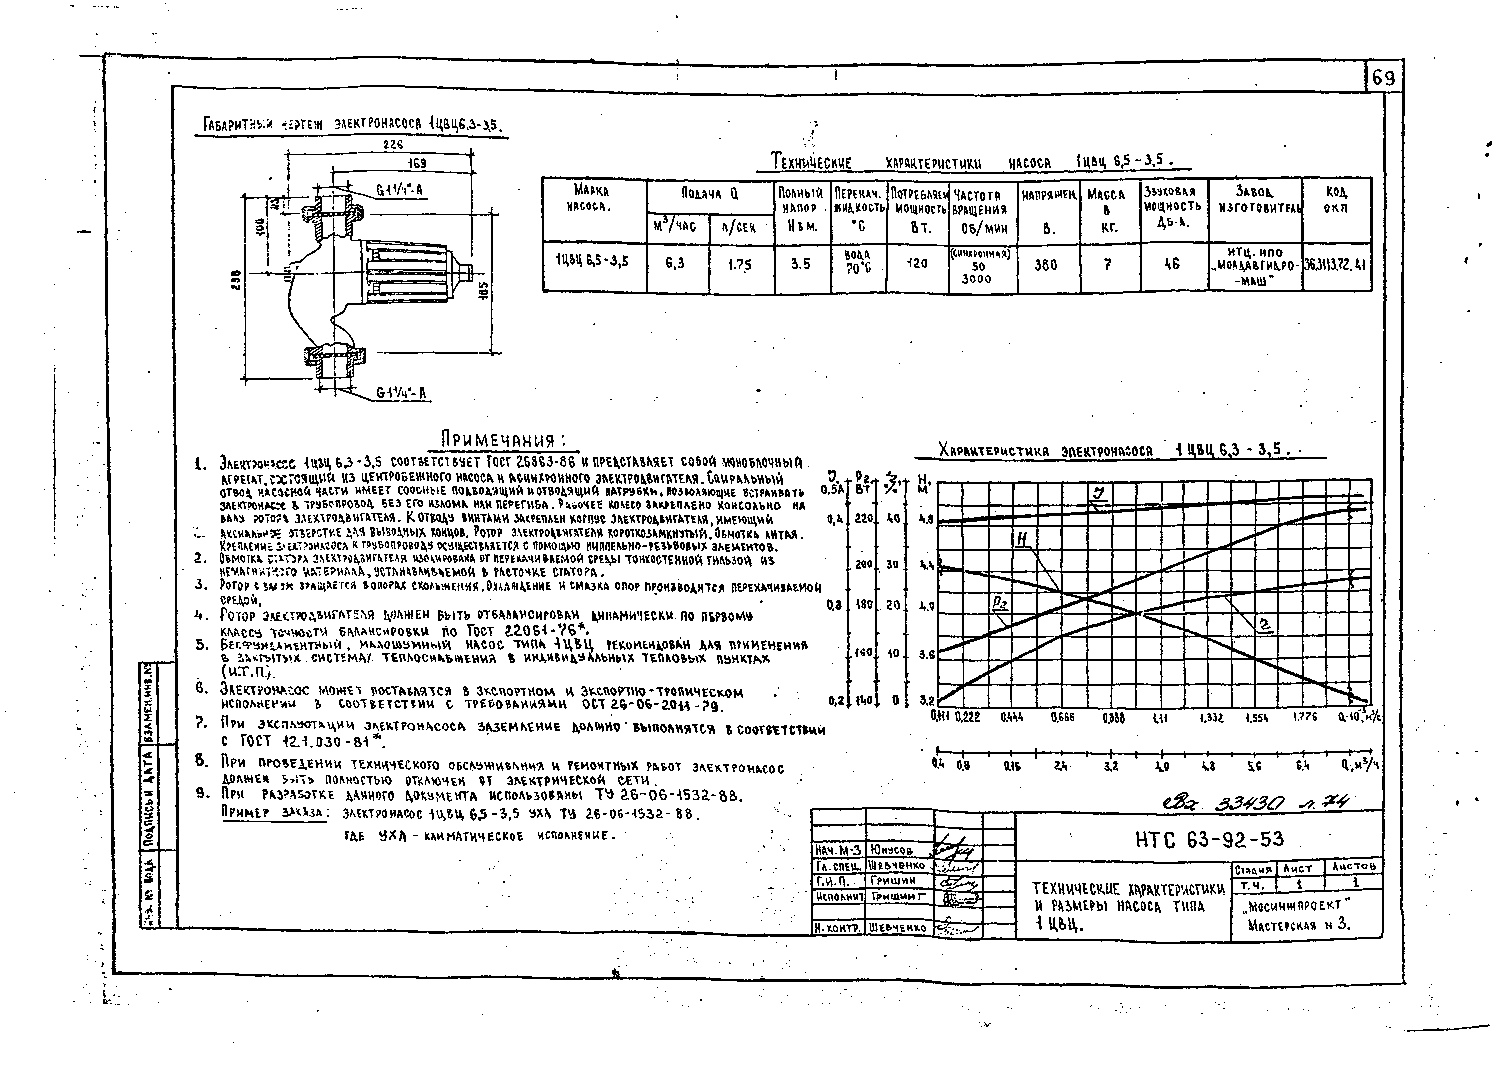 69
Габаритный чертеж электронасоса 1ЦВЦ 6,3-3,5.
226
169
G 1 1/4"-А
100
238
185
G 1 1/4"-А
Технические характеристики насоса 1ЦВЦ 6,5-3,5.
Марка насоса.
Подача Q
м³/час
л/сек
Полный напор Н в м.
Перекач. жидкость °С
Потребляем мощность Вт.
Частота вращения об/мин
Напряжен. В.
Масса в кг.
Звуковая мощность Дб-А.
Завод изготовитель
Код ОКП
1ЦВЦ 6,5-3,5
6,3
1.75
3.5
вода 70°С
120
(синхронная) 50 3000
380
7
46
ИТЦ. НПО „Молдавгидро-маш"
Примечания:
1. Электронасос 1ЦВЦ 6,3-3,5 соответствует ГОСТ 26363-86 и представляет собой моноблочный
агрегат, состоящий из центробежного насоса и асинхронного электродвигателя. Спиральный
отвод насосной части имеет соосные подводящий и отводящий патрубки, позволяющие встраивать
электронасос в трубопровод без его излома или перегиба. Рабочее колесо закреплено консольно на
валу ротора электродвигателя. К отводу винтами закреплен корпус электродвигателя, имеющий
аксиальное отверстие для выводных концов. Ротор электродвигателя короткозамкнутый. Обмотка литая.
Крепление электронасоса к трубопроводу осуществляется с помощью ниппельно-резьбовых элементов.
2. Обмотка статора электродвигателя изолирована от перекачиваемой среды тонкостенной гильзой из
немагнитного материала, устанавливаемой в расточке статора.
3. Ротор с валом вращается в опорах скольжения. Охлаждение и смазка опор производится перекачиваемой
средой.
4. Ротор электродвигателя должен быть отбалансирован динамически по первому
классу точности балансировки по ГОСТ 22061-76*.
5. Бесфундаментный, малошумный насос типа 1ЦВЦ рекомендован для применения
в закрытых системах теплоснабжения в индивидуальных тепловых пунктах
(И.Т.П.).
6. Электронасос может поставлятся в экспортном и экспортно-тропическом
исполнении в соответствии с требованиями ОСТ 26-06-2011-79.
7. При эксплуатации электронасоса заземление должно выполнятся в соответствии
с ГОСТ 12.1.030-81*.
8. При проведении технического обслуживания и ремонтных работ электронасос
должен быть полностью отключен от электрической сети.
9. При разработке данного документа использованы ТУ 26-06-1532-88.
Пример заказа: электронасос 1ЦВЦ 6,5-3,5 УХЛ ТУ 26-06-1532-88.
где УХЛ - климатическое исполнение.
Характеристика электронасоса 1ЦВЦ 6,3-3,5.
H, м
0,5А
Вт
0,4 220 40 4,8
200 30 4,4
0,3 180 20 4,0
160 10 3,6
0,2 140 0 3,2
J
H
P₂
η
0,111 0,222 0,444 0,666 0,888 1,11 1,332 1,554 1,776 Q·10⁻³ м³/с
0,4 0,8 0,16 2,4 3,2 4,0 4,8 5,6 6,4 Q, м³/ч
33430 л. 74
НТС 63-92-53
Технические характеристики и размеры насоса типа 1ЦВЦ.
Стадия Лист Листов
Т.Ч. 1 1
„Мосинжпроект"
Мастерская N 3.
Нач. М-3 Юнусов
Гл. спец. Шевченко
Г.И.П. Гришин
Исполнит Гришин Г
Н. контр. Шевченко
Взамен. инв. №
Подпись и дата